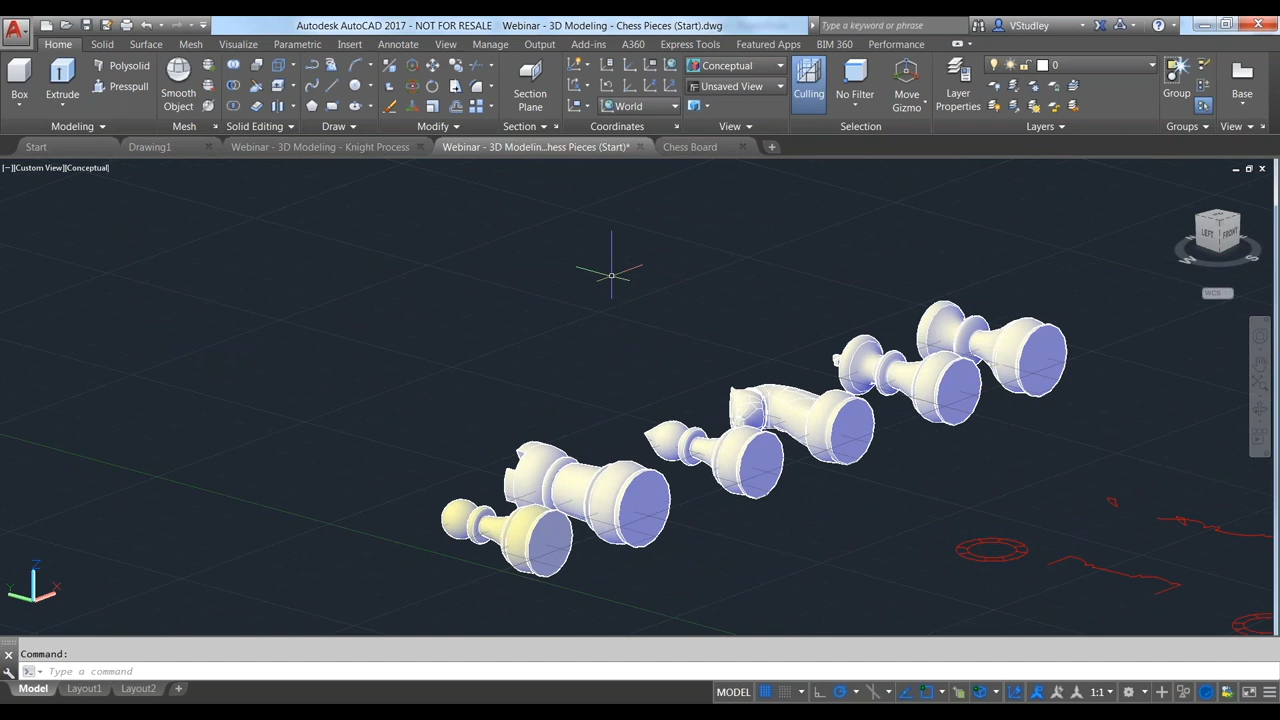 Autodesk AutoCAD 2017 - NOT FOR RESALE Webinar - 3D Modeling - Chess Pieces (Start).dwg
Type a keyword or phrase
VStudley
Home Solid Surface Mesh Visualize Parametric Insert Annotate View Manage Output Add-ins A360 Express Tools Featured Apps BIM 360 Performance
Box
Extrude
Polysolid
Presspull
Smooth Object
Section Plane
World
Conceptual
Unsaved View
Culling
No Filter
Move Gizmo
Layer Properties
0
Group
Base
Modeling Mesh Solid Editing Draw Modify Section Coordinates View Selection Layers Groups View
Start Drawing1 Webinar - 3D Modeling - Knight Process Webinar - 3D Modelin...hess Pieces (Start)* Chess Board
[−][Custom View][Conceptual]
LEFT FRONT
W S
WCS
Z
Y X
Command:
Type a command
Model Layout1 Layout2
MODEL 1:1